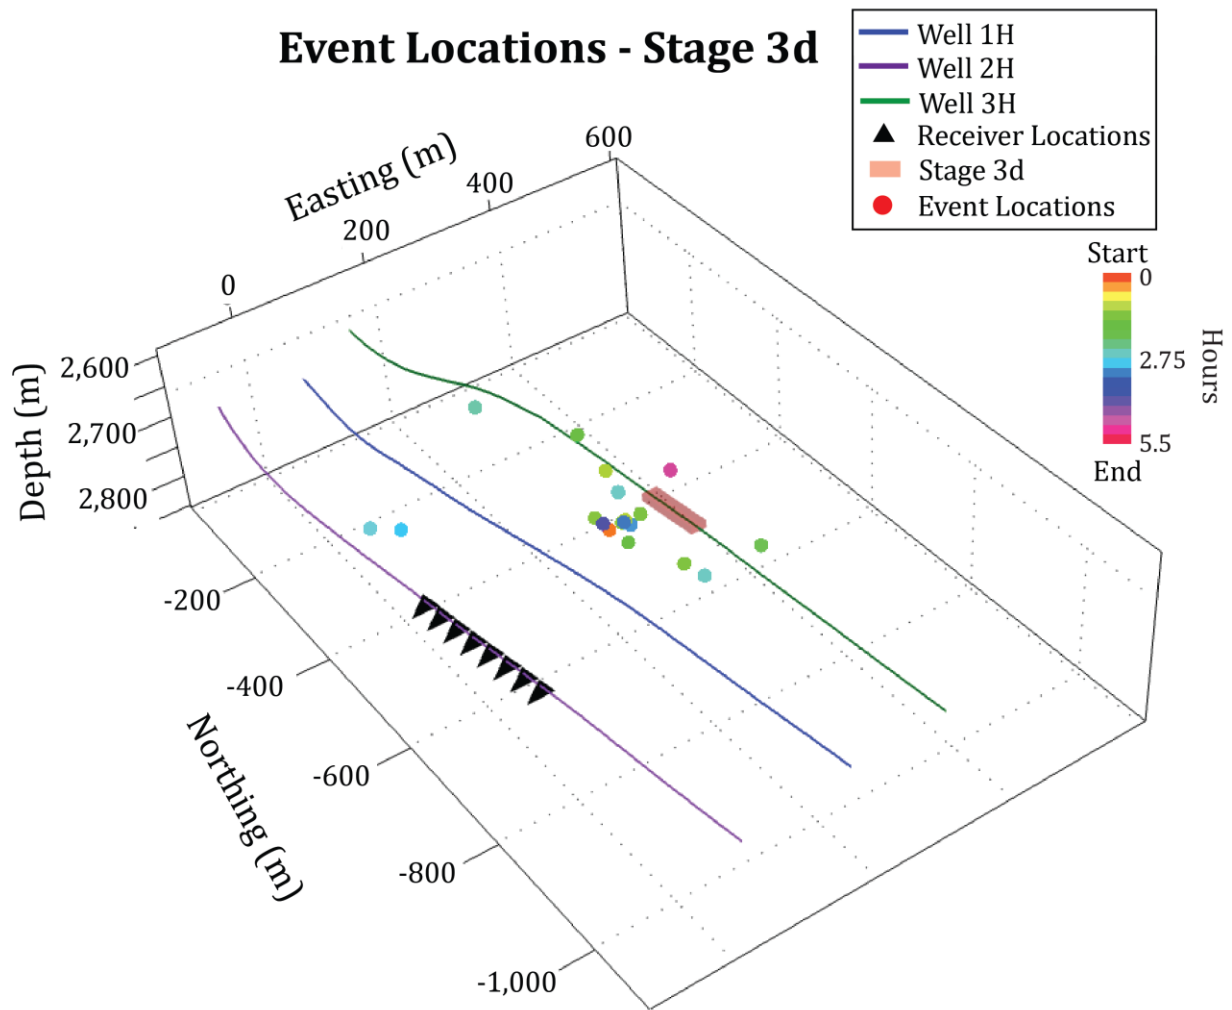 Event Locations - Stage 3d
Well 1H
Well 2H
Well 3H
Receiver Locations
Stage 3d
Event Locations
Start
0
2.75
5.5
End
Hours
Easting (m)
0
200
400
600
Depth (m)
2,600
2,700
2,800
Northing (m)
-200
-400
-600
-800
-1,000